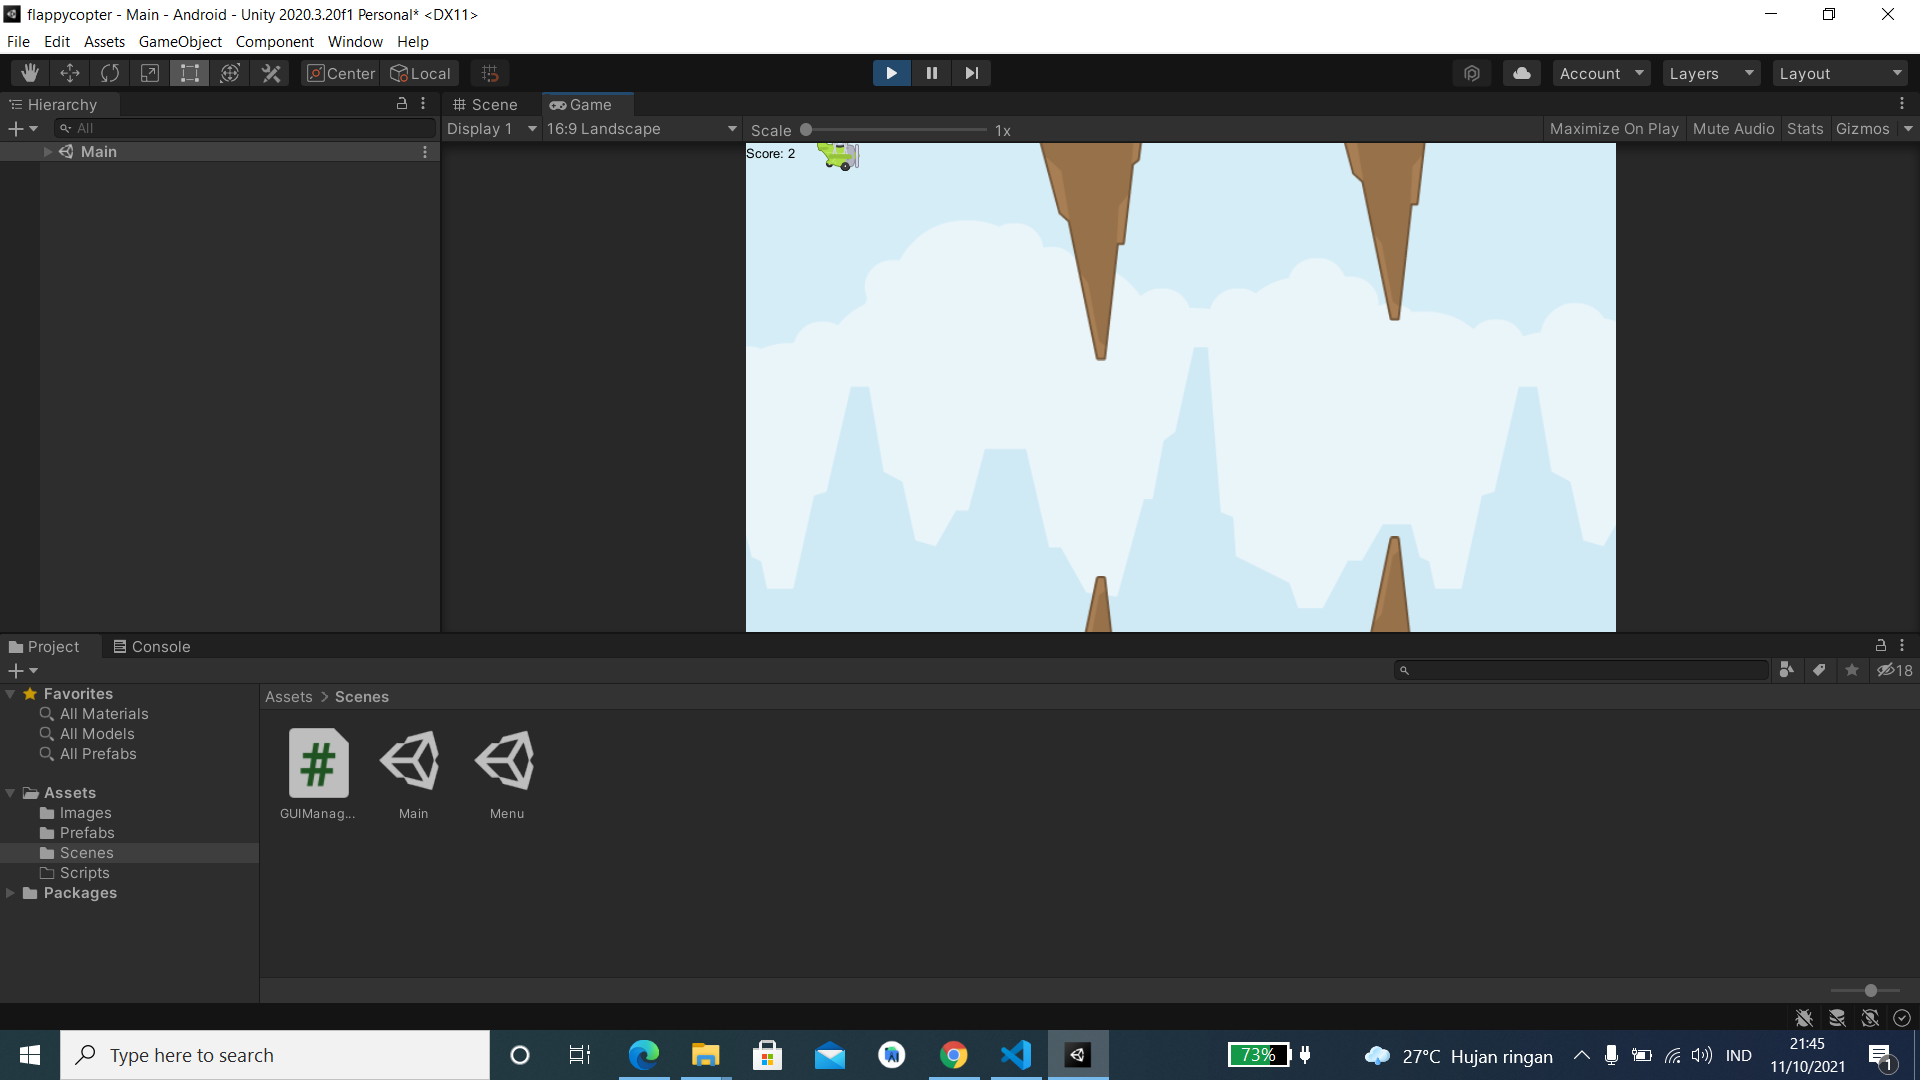 flappycopter - Main - Android - Unity 2020.3.20f1 Personal* <DX11>
File Edit Assets GameObject Component Window Help
Center Local Account Layers Layout
Hierarchy
All
Main
Scene Game
Display 1 16:9 Landscape Scale 1x Maximize On Play Mute Audio Stats Gizmos
Score: 2
Project Console
18
Favorites
All Materials
All Models
All Prefabs
Assets
Images
Prefabs
Scenes
Scripts
Packages
Assets > Scenes
#
GUIManag... Main Menu
Type here to search
73%
27°C Hujan ringan
IND
21:45
11/10/2021
1